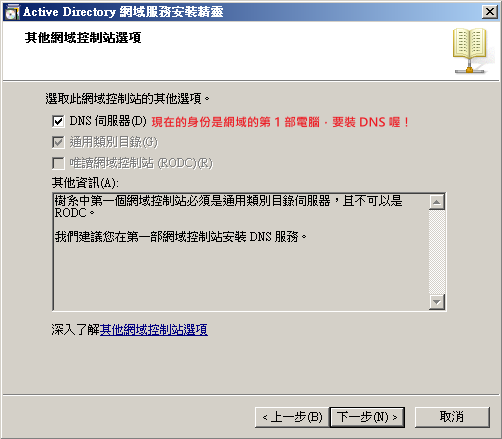 Active Directory 網域服務安裝精靈
其他網域控制站選項
選取此網域控制站的其他選項。
DNS 伺服器(D) 現在的身份是網域的第 1 部電腦，要裝 DNS 喔！
通用類別目錄(G)
唯讀網域控制站 (RODC)(R)
其他資訊(A):
樹系中第一個網域控制站必須是通用類別目錄伺服器，且不可以是
RODC。
我們建議您在第一部網域控制站安裝 DNS 服務。
深入了解其他網域控制站選項
< 上一步(B)
下一步(N) >
取消